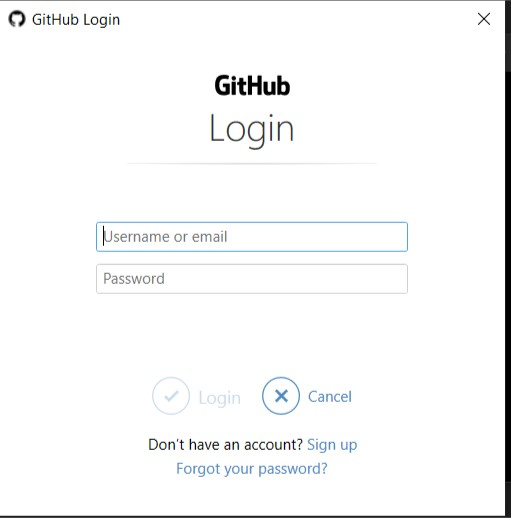 GitHub Login
GitHub
Login
Username or email
Password
Login Cancel
Don't have an account? Sign up
Forgot your password?